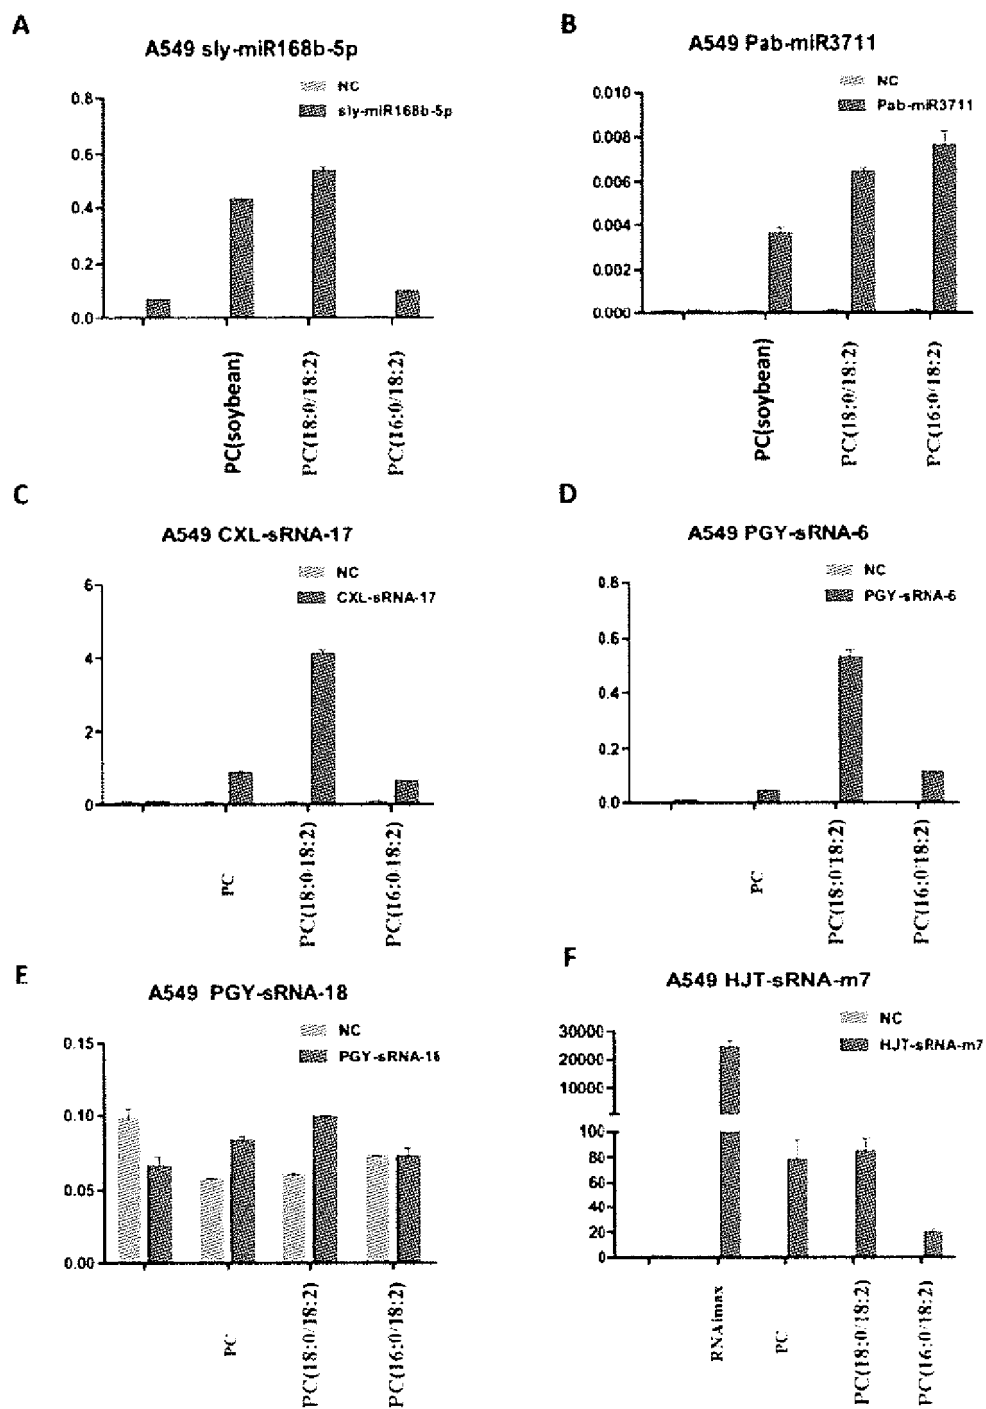 A
A549 sly-miR168b-5p
NC
sly-miR168b-5p
0.8
0.6
0.4
0.2
0.0
PC(soybean)
PC(18:0/18:2)
PC(16:0/18:2)
B
A549 Pab-miR3711
NC
Pab-miR3711
0.010
0.008
0.006
0.004
0.002
0.000
PC(soybean)
PC(18:0/18:2)
PC(16:0/18:2)
C
A549 CXL-sRNA-17
NC
CXL-sRNA-17
6
4
2
0
PC
PC(18:0/18:2)
PC(16:0/18:2)
D
A549 PGY-sRNA-6
NC
PGY-sRNA-6
0.8
0.6
0.4
0.2
0.0
PC
PC(18:0/18:2)
PC(16:0/18:2)
E
A549 PGY-sRNA-18
NC
PGY-sRNA-18
0.15
0.10
0.05
0.00
PC
PC(18:0/18:2)
PC(16:0/18:2)
F
A549 HJT-sRNA-m7
NC
HJT-sRNA-m7
30000
20000
10000
100
80
60
40
20
0
RNAimax
PC
PC(18:0/18:2)
PC(16:0/18:2)